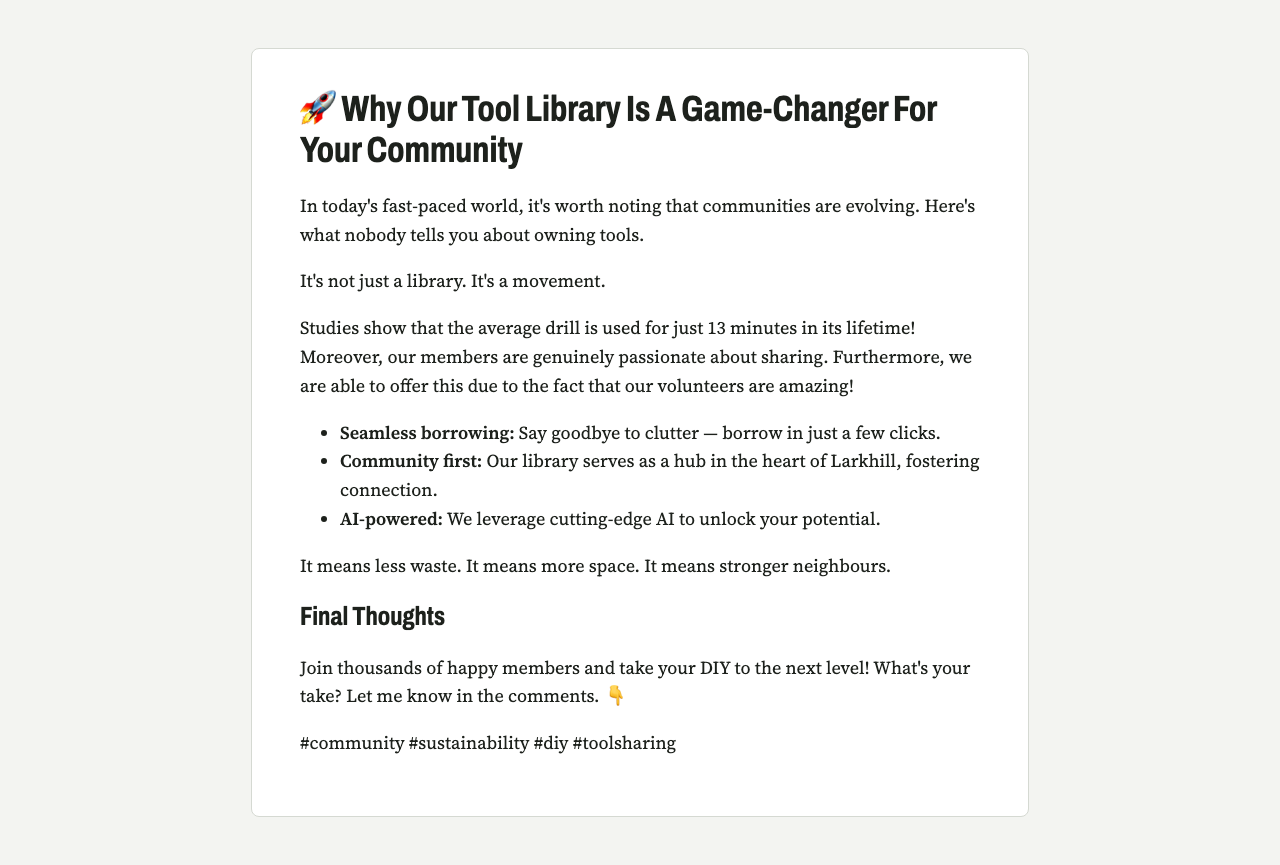 🚀 Why Our Tool Library Is A Game-Changer For
Your Community
In today's fast-paced world, it's worth noting that communities are evolving. Here's
what nobody tells you about owning tools.
It's not just a library. It's a movement.
Studies show that the average drill is used for just 13 minutes in its lifetime!
Moreover, our members are genuinely passionate about sharing. Furthermore, we
are able to offer this due to the fact that our volunteers are amazing!
• Seamless borrowing: Say goodbye to clutter — borrow in just a few clicks.
• Community first: Our library serves as a hub in the heart of Larkhill, fostering
connection.
• AI-powered: We leverage cutting-edge AI to unlock your potential.
It means less waste. It means more space. It means stronger neighbours.
Final Thoughts
Join thousands of happy members and take your DIY to the next level! What's your
take? Let me know in the comments. 👇
#community #sustainability #diy #toolsharing